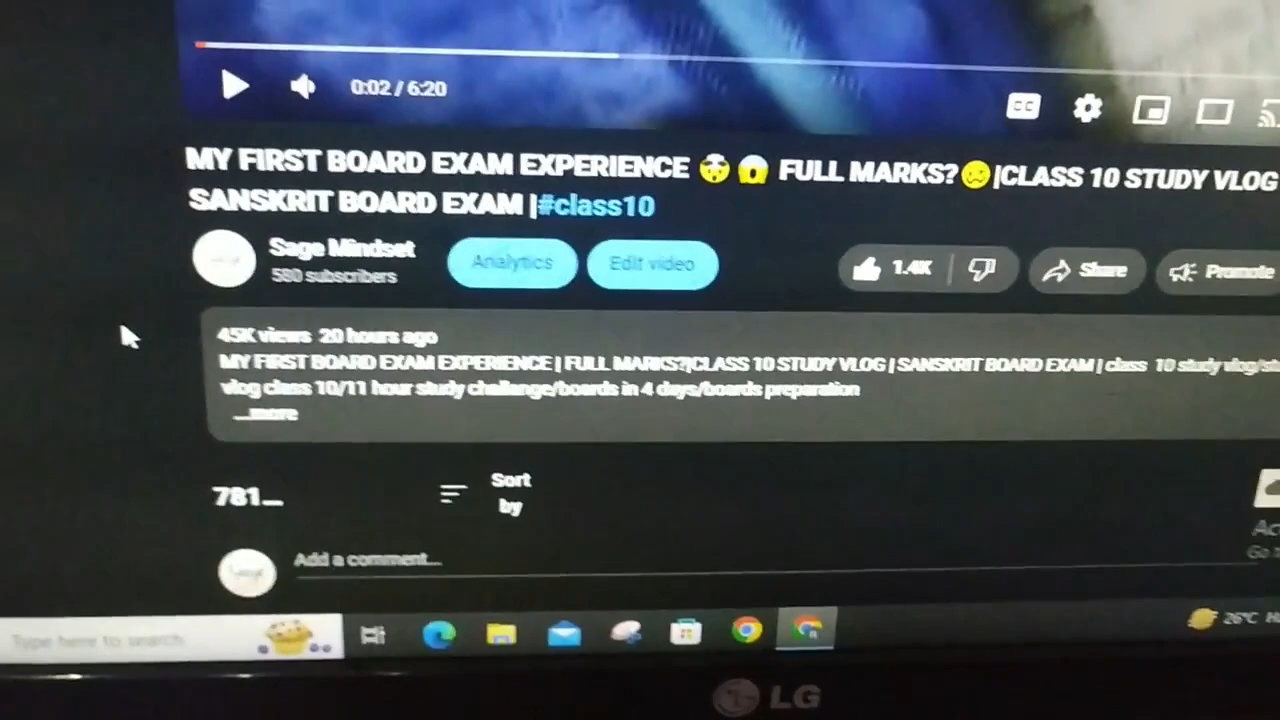 0:02 / 6:20
CC
MY FIRST BOARD EXAM EXPERIENCE 🤯😱 FULL MARKS?🥴|CLASS 10 STUDY VLOG
SANSKRIT BOARD EXAM |#class10
Sage Mindset
580 subscribers
Analytics
Edit video
1.4K
Share
Promote
45K views 20 hours ago
MY FIRST BOARD EXAM EXPERIENCE | FULL MARKS?|CLASS 10 STUDY VLOG | SANSKRIT BOARD EXAM | class 10 study vlog/
vlog class 10/11 hour study challenge/boards in 4 days/boards preparation
...more
781...
Sort
by
Add a comment...
Type here to search
26°C
LG